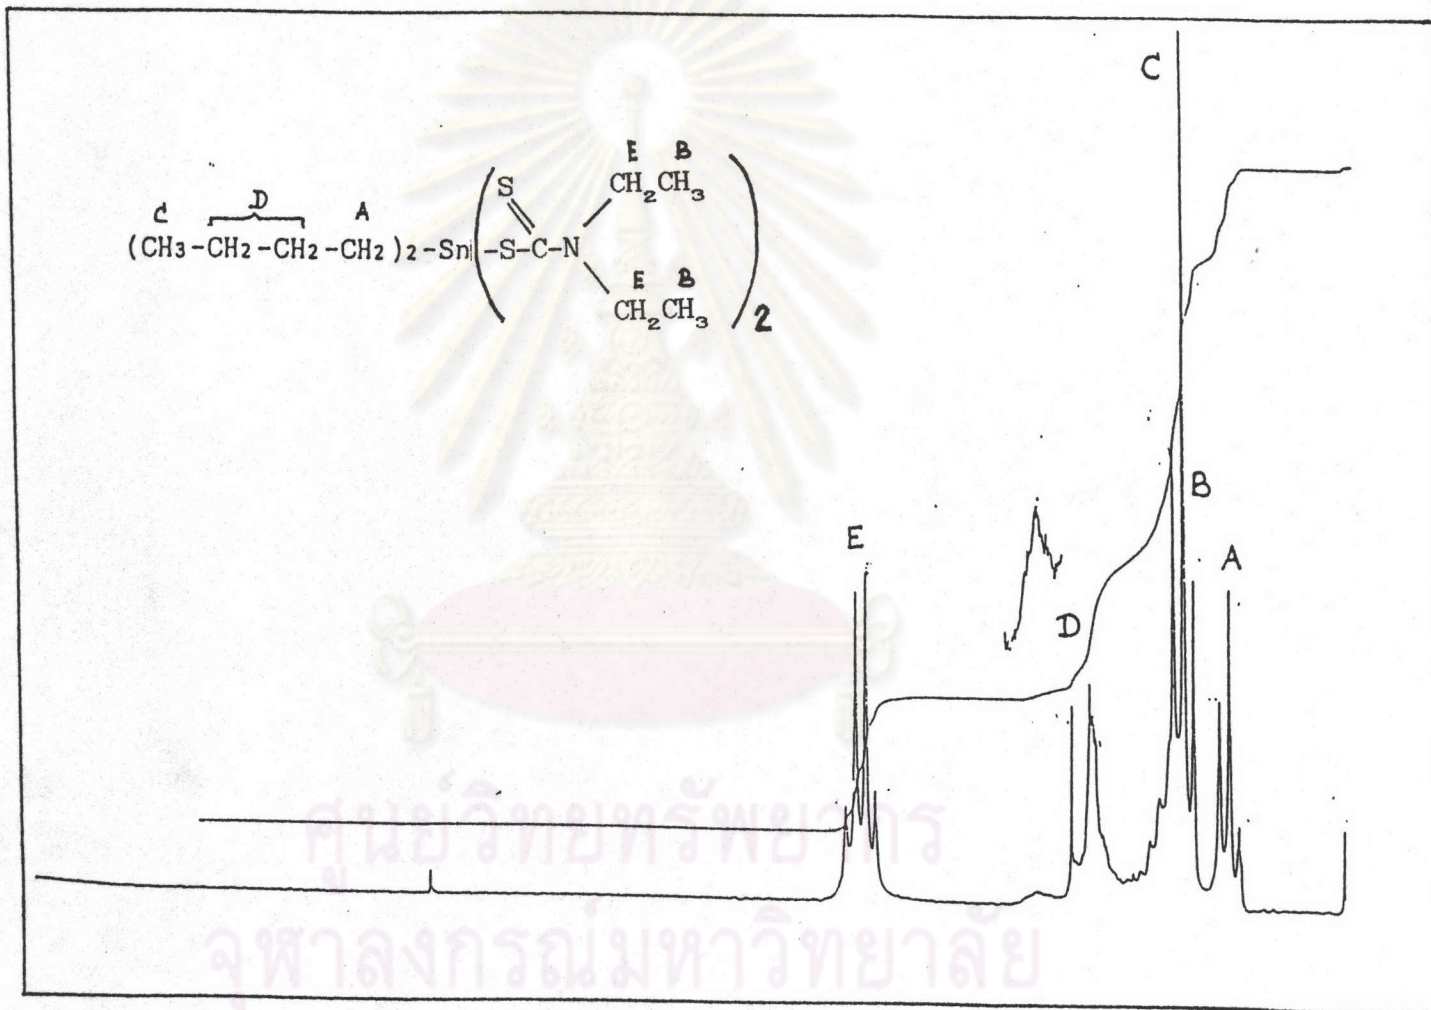 C
E B
S CH₂CH₃
C D A
(CH3-CH2-CH2-CH2)2-Sn -S-C-N
E B
CH₂CH₃
2
B
E
A
D
ศูนย์วิทยทรัพยากร
จุฬาลงกรณ์มหาวิทยาลัย